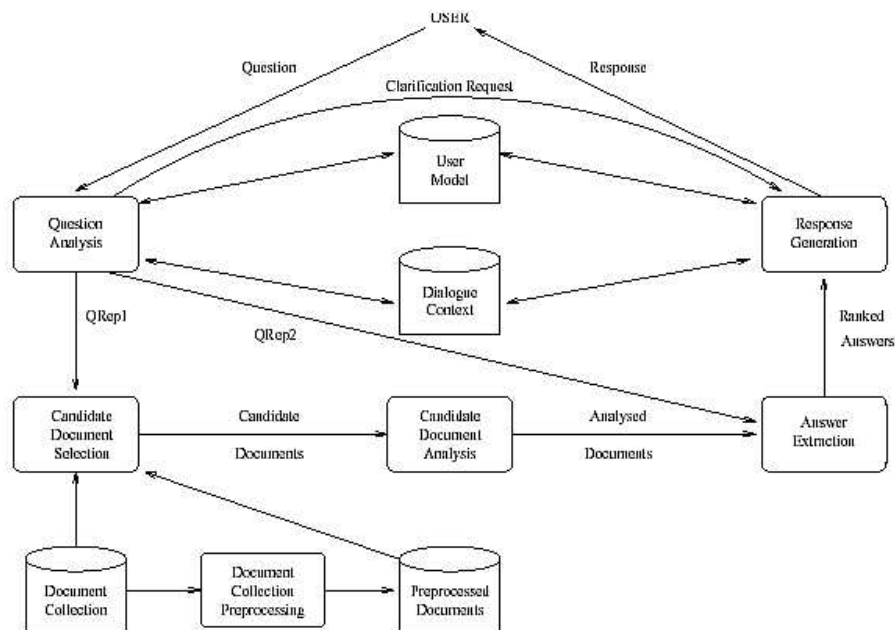 USER
Question
Response
Clarification Request
User
Model
Question
Analysis
Response
Generation
Dialogue
Context
QRep1
QRep2
Ranked
Answers
Candidate
Document
Selection
Candidate
Documents
Candidate
Document
Analysis
Analysed
Documents
Answer
Extraction
Document
Collection
Document
Collection
Preprocessing
Preprocessed
Documents